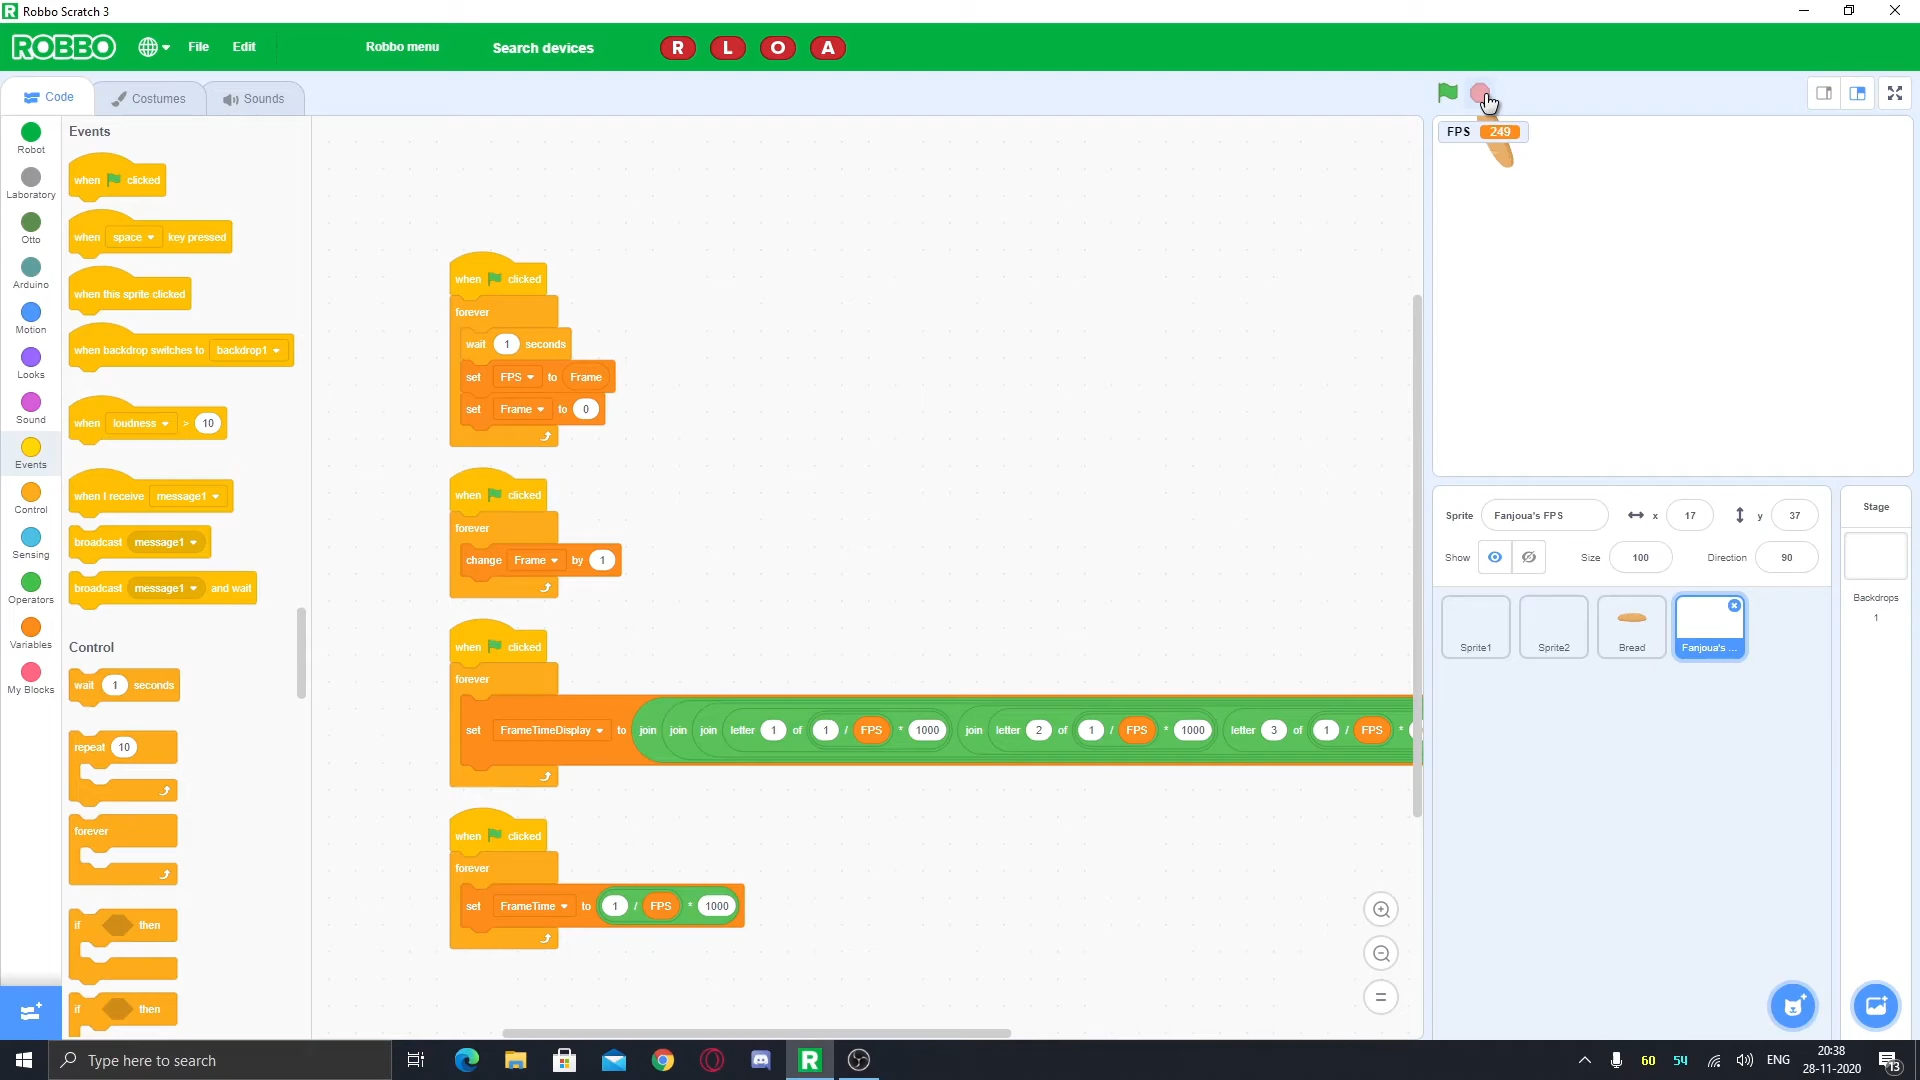 Robbo Scratch 3
ROBBO File Edit Robbo menu Search devices R L O A
Code Costumes Sounds
Robot
Laboratory
Otto
Arduino
Motion
Looks
Sound
Events
Control
Sensing
Operators
Variables
My Blocks
Events
when clicked
when space key pressed
when this sprite clicked
when backdrop switches to backdrop1
when loudness > 10
when I receive message1
broadcast message1
broadcast message1 and wait
Control
wait 1 seconds
repeat 10
forever
if then
if then
when clicked
forever
wait 1 seconds
set FPS to Frame
set Frame to 0
when clicked
forever
change Frame by 1
when clicked
forever
set FrameTimeDisplay to join join join letter 1 of 1 / FPS * 1000 join letter 2 of 1 / FPS * 1000 letter 3 of 1 / FPS *
when clicked
forever
set FrameTime to 1 / FPS * 1000
FPS 249
Sprite Fanjoua's FPS x 17 y 37
Show Size 100 Direction 90
Sprite1 Sprite2 Bread Fanjoua's ...
Stage
Backdrops
1
Type here to search
R
60 54 ENG
20:38
28-11-2020
13